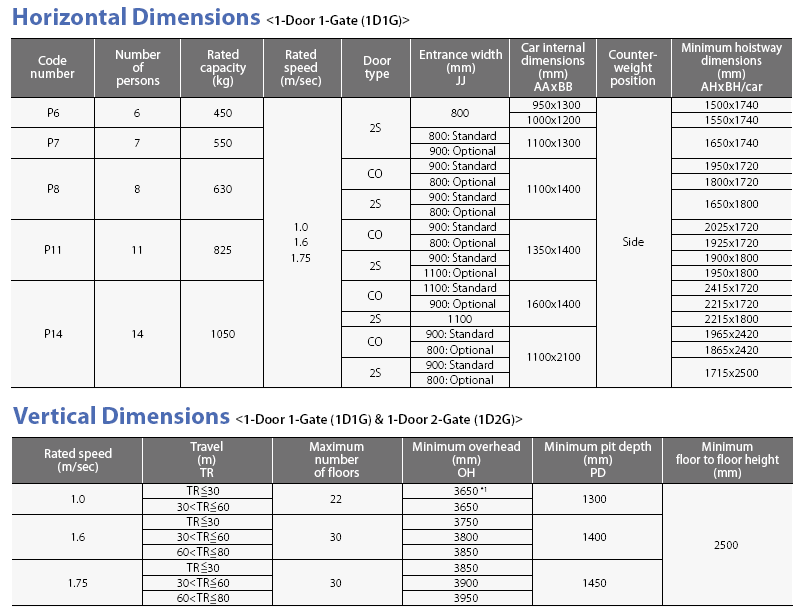 Horizontal Dimensions <1-Door 1-Gate (1D1G)>
Code number
Number of persons
Rated capacity (kg)
Rated speed (m/sec)
Door type
Entrance width (mm) JJ
Car internal dimensions (mm) AAxBB
Counter-weight position
Minimum hoistway dimensions (mm) AHxBH/car
P6 6 450 1.0 1.6 1.75 2S 800 950x1300 Side 1500x1740
1000x1200 1550x1740
P7 7 550 800: Standard 1100x1300 1650x1740
900: Optional
P8 8 630 CO 900: Standard 1100x1400 1950x1720
800: Optional 1800x1720
2S 900: Standard 1650x1800
800: Optional
P11 11 825 CO 900: Standard 1350x1400 2025x1720
800: Optional 1925x1720
2S 900: Standard 1900x1800
1100: Optional 1950x1800
P14 14 1050 CO 1100: Standard 1600x1400 2415x1720
900: Optional 2215x1720
2S 1100 2215x1800
CO 900: Standard 1100x2100 1965x2420
800: Optional 1865x2420
2S 900: Standard 1715x2500
800: Optional
Vertical Dimensions <1-Door 1-Gate (1D1G) & 1-Door 2-Gate (1D2G)>
Rated speed (m/sec)
Travel (m) TR
Maximum number of floors
Minimum overhead (mm) OH
Minimum pit depth (mm) PD
Minimum floor to floor height (mm)
1.0 TR≦30 22 3650 *1 1300 2500
30<TR≦60 3650
1.6 TR≦30 30 3750 1400
30<TR≦60 3800
60<TR≦80 3850
1.75 TR≦30 30 3850 1450
30<TR≦60 3900
60<TR≦80 3950